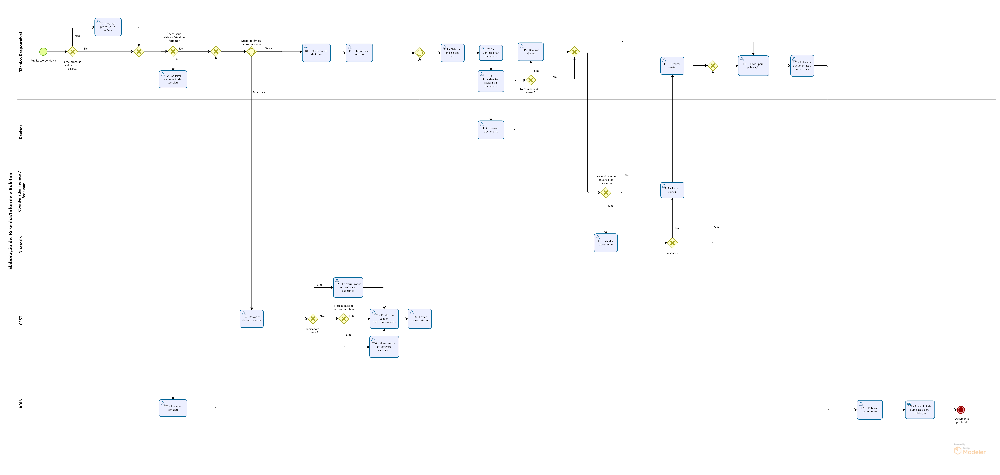 Elaboração de: Resenha/Informe e Boletim
Técnico Responsável
Publicação periódica
Existe processo
autuado no
e-Docs?
Não
Sim
T01 - Autuar
processo no
e-Docs
É necessário
elaborar/atualizar
formato?
Não
Sim
T02 - Solicitar
elaboração de
template
Quem obtém os
dados da fonte?
Técnico
Estatística
T09 - Obter dados
da fonte
T10 - Tratar base
de dados
T11 - Elaborar
análise dos
dados
T12 -
Confeccionar
documento
T13 -
Providenciar
revisão do
documento
T15 - Realizar
ajustes
Sim
Não
Necessidade de
ajustes?
T18 - Realizar
ajustes
T19 - Enviar para
publicação
T20 - Entranhar
documentação
no e-Docs
Revisor
T14 - Revisar
documento
Coordenador Técnico /
Assessor
Necessidade de
anuência da
diretoria?
Não
Sim
T17 - Tomar
ciência
Diretoria
T16 - Validar
documento
Não
Sim
Validado?
CEST
T04 - Baixar os
dados da fonte
Indicadores
novos?
Sim
Não
T05 - Construir rotina
em software
específico
Necessidade de
ajustes na rotina?
Não
Sim
T07 - Produzir e
validar
dados/indicadores
T08 - Enviar
dados tratados
T06 - Alterar rotina
em software
específico
ARIN
T03 - Elaborar
template
T21 - Publicar
documento
T22 - Enviar link da
publicação para
validação
Documento
publicado
Powered by
bizagi
Modeler